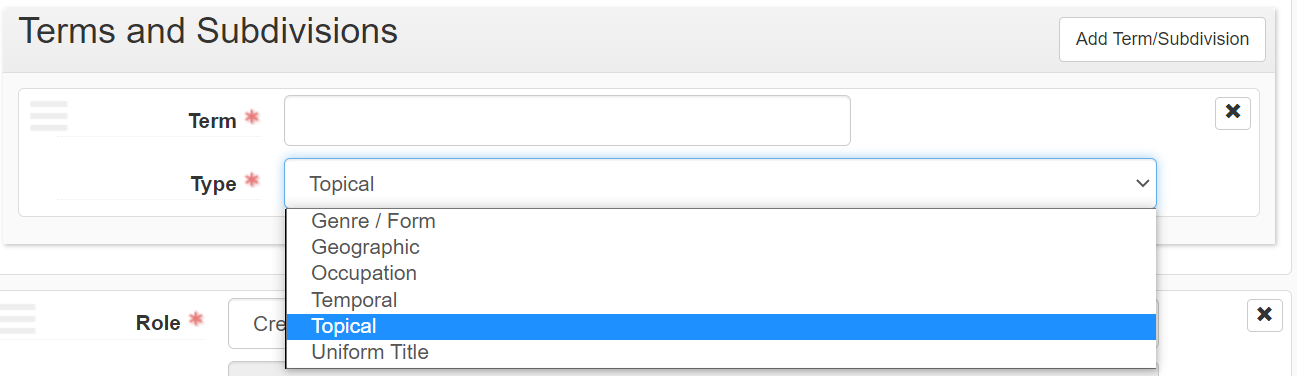 Terms and Subdivisions
Add Term/Subdivision
Term *
Type *
Topical
Genre / Form
Geographic
Occupation
Temporal
Topical
Uniform Title
Role *
Cre